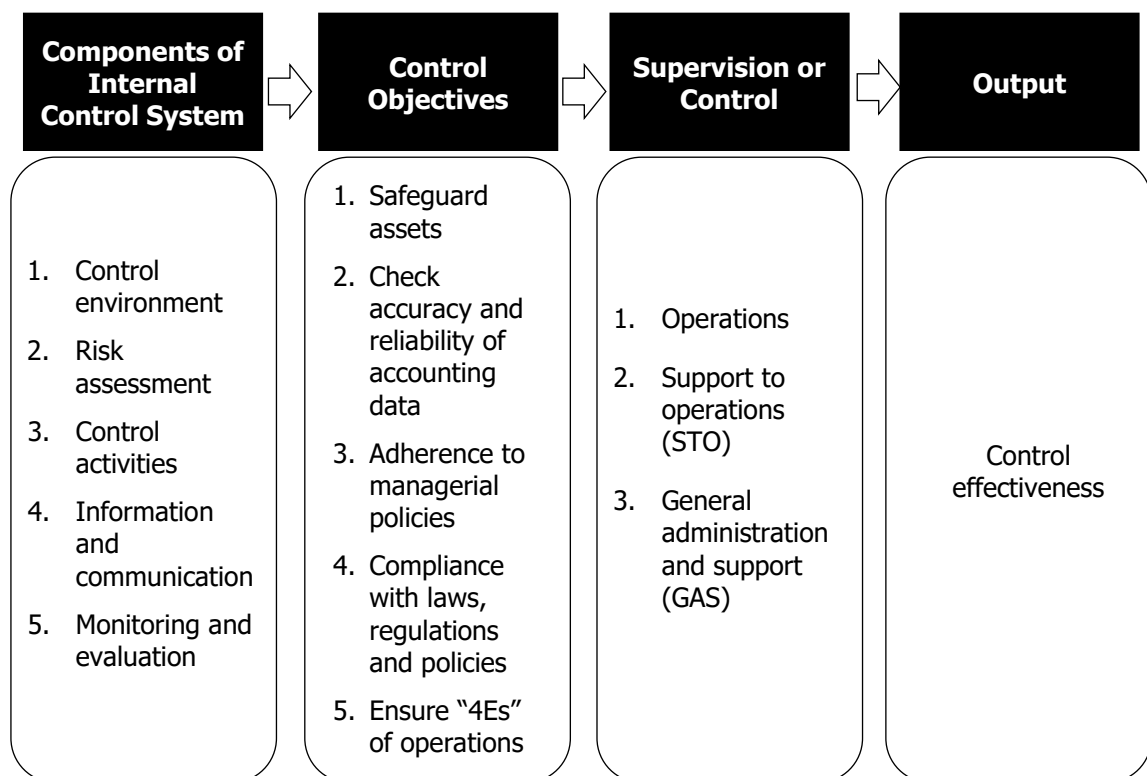 Components of
Internal
Control System
Control
Objectives
Supervision or
Control
Output
1. Control
environment
2. Risk
assessment
3. Control
activities
4. Information
and
communication
5. Monitoring and
evaluation
1. Safeguard
assets
2. Check
accuracy and
reliability of
accounting
data
3. Adherence to
managerial
policies
4. Compliance
with laws,
regulations
and policies
5. Ensure “4Es”
of operations
1. Operations
2. Support to
operations
(STO)
3. General
administration
and support
(GAS)
Control
effectiveness